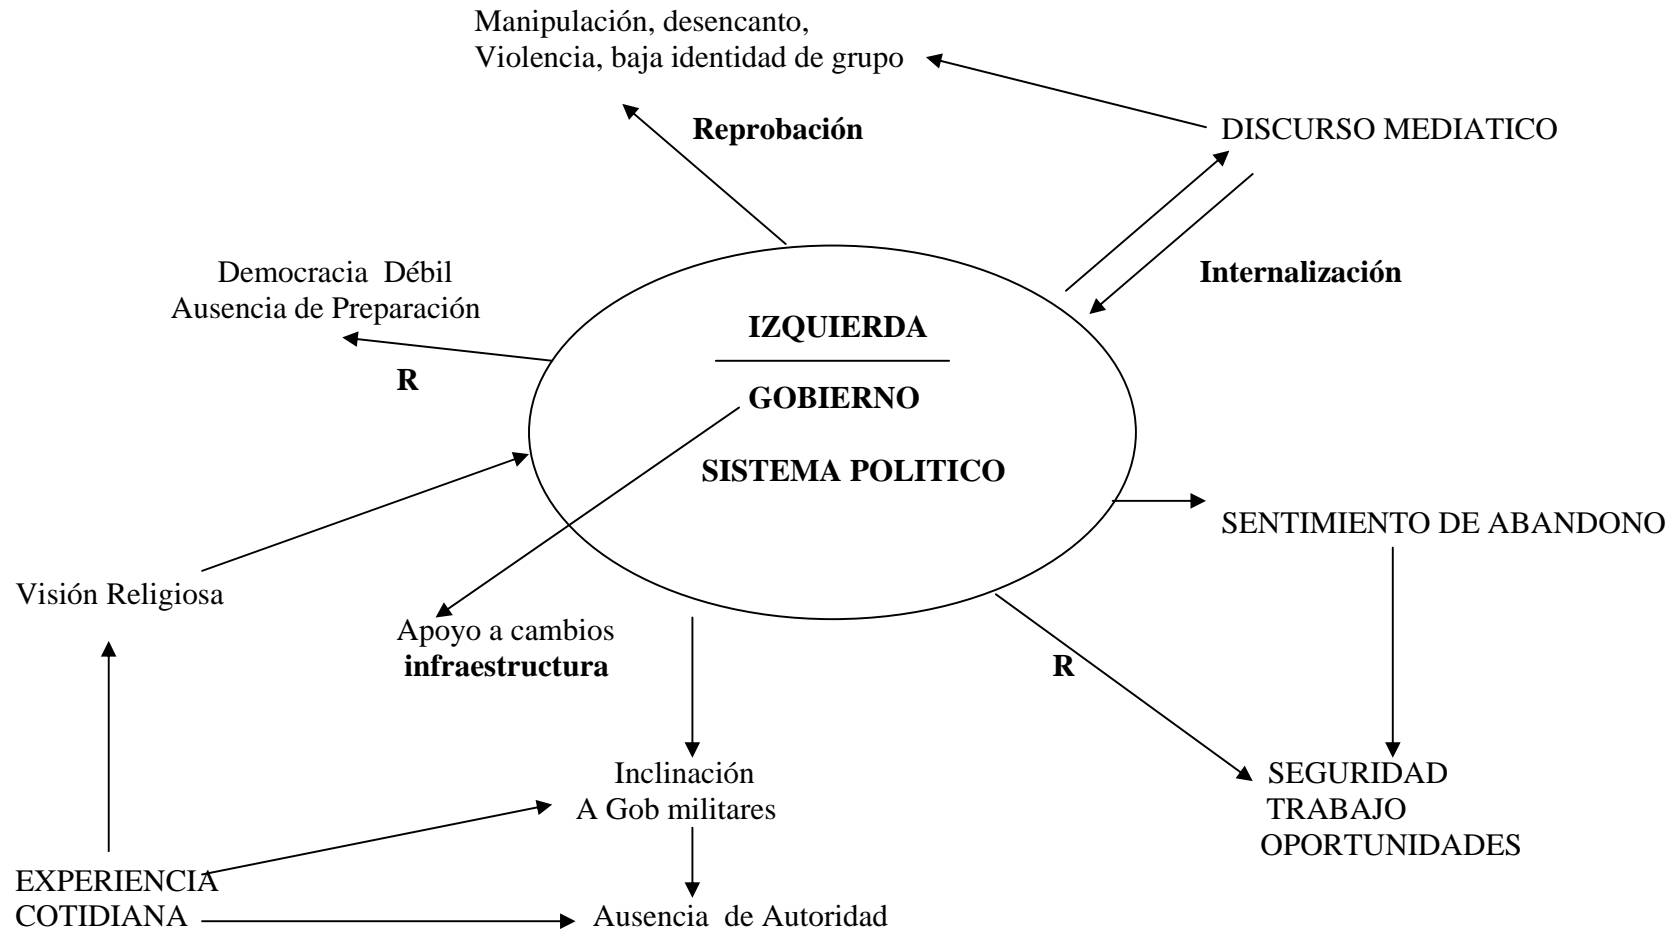 Manipulación, desencanto,
Violencia, baja identidad de grupo
Reprobación
DISCURSO MEDIATICO
Democracia  Débil
Ausencia de Preparación
Internalización
IZQUIERDA
R
GOBIERNO
SISTEMA POLITICO
SENTIMIENTO DE ABANDONO
Visión Religiosa
Apoyo a cambios
infraestructura
R
Inclinación
A Gob militares
SEGURIDAD
TRABAJO
OPORTUNIDADES
EXPERIENCIA
COTIDIANA
Ausencia  de Autoridad